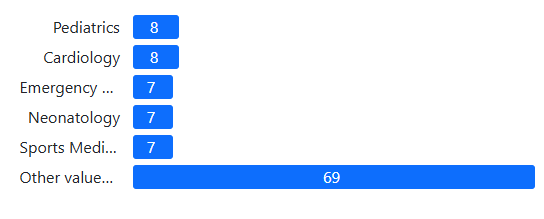 Pediatrics 8
Cardiology 8
Emergency ... 7
Neonatology 7
Sports Medi... 7
Other value... 69